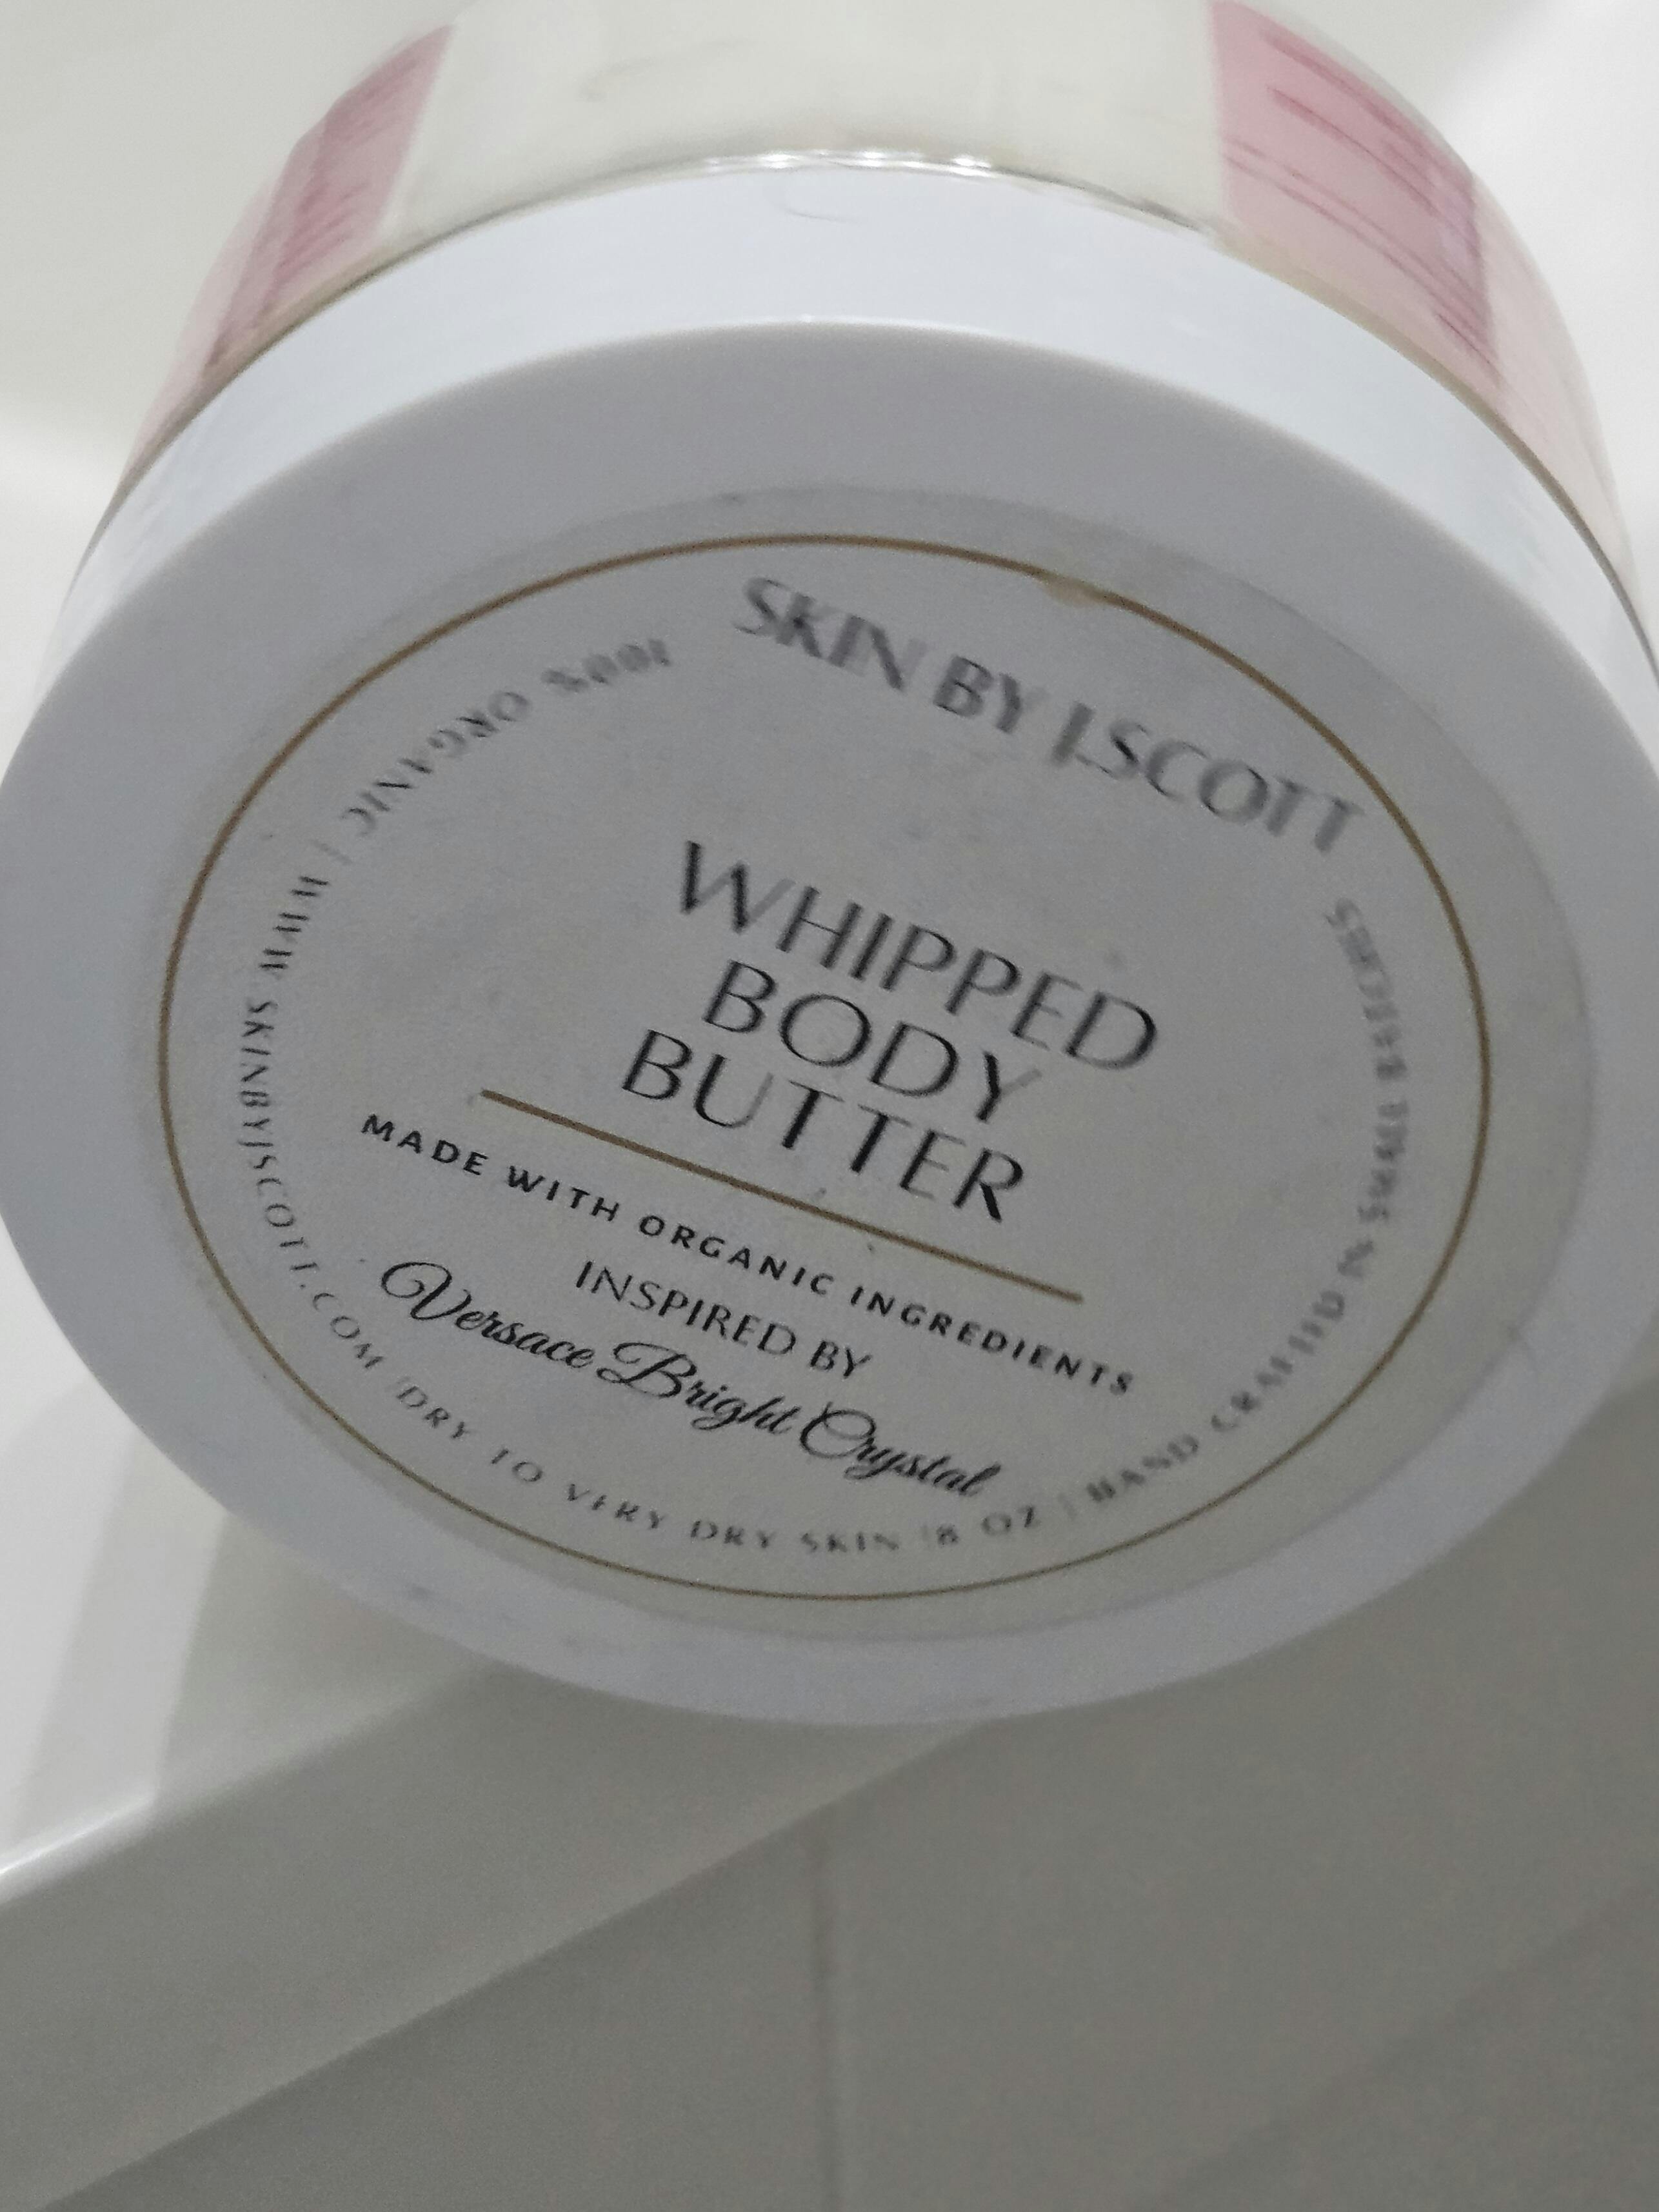 SKIN BY J.SCOTT
WHIPPED
BODY
BUTTER
MADE WITH ORGANIC INGREDIENTS
INSPIRED BY
Versace Bright Crystal
100% ORGANIC | WWW.SKINBYJSCOTT.COM |DRY TO VERY DRY SKIN |8 OZ | HAND CRAFTED IN SMALL BATCHES